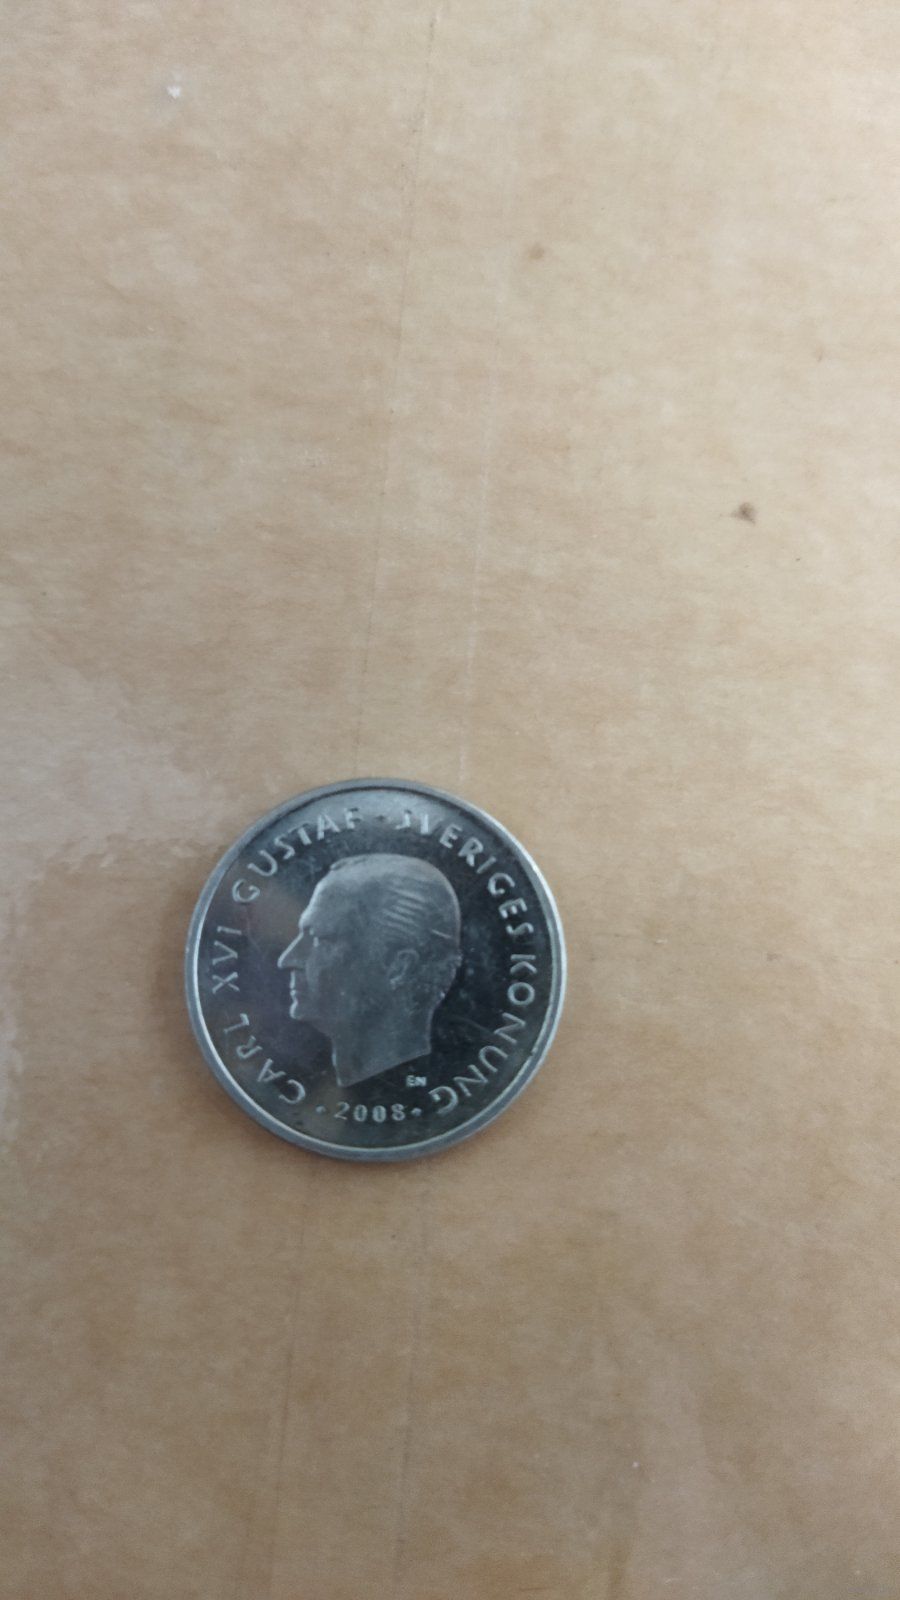 CARL XVI GUSTAF · SVERIGES KONUNG
EN
· 2008 ·